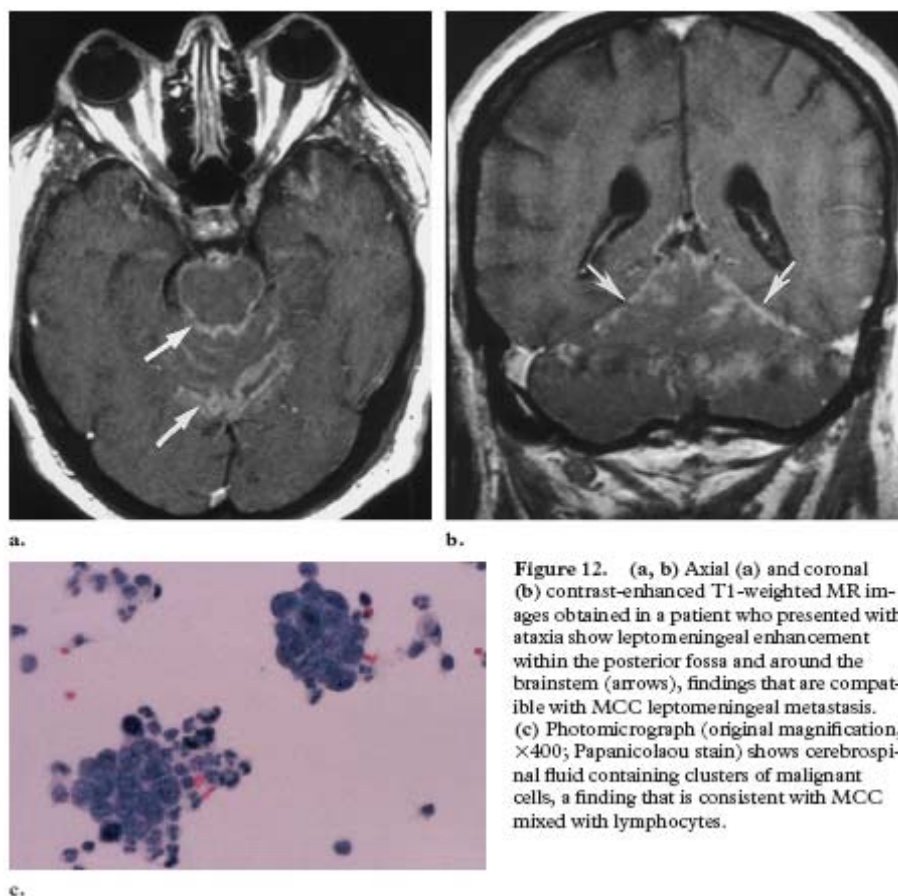 a.
b.
Figure 12. (a, b) Axial (a) and coronal
(b) contrast-enhanced T1-weighted MR im-
ages obtained in a patient who presented with
ataxia show leptomeningeal enhancement
within the posterior fossa and around the
brainstem (arrows), findings that are compat-
ible with MCC leptomeningeal metastasis.
(c) Photomicrograph (original magnification,
×400; Papanicolaou stain) shows cerebrospi-
nal fluid containing clusters of malignant
cells, a finding that is consistent with MCC
mixed with lymphocytes.
c.